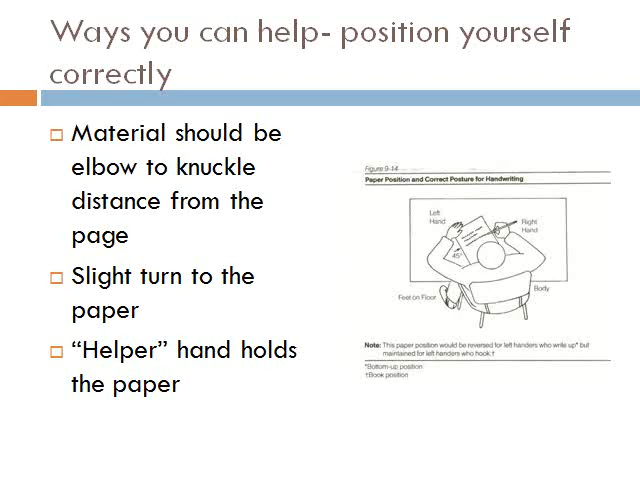 Ways you can help- position yourself
correctly
Material should be
elbow to knuckle
distance from the
page
Slight turn to the
paper
“Helper” hand holds
the paper
Figure 9-14
Paper Position and Correct Posture for Handwriting
Left
Hand
Right
Hand
45°
Body
Feet on Floor
Note: This paper position would be reversed for left handers who write up* but
maintained for left handers who hook.†
*Bottom-up position
†Book position